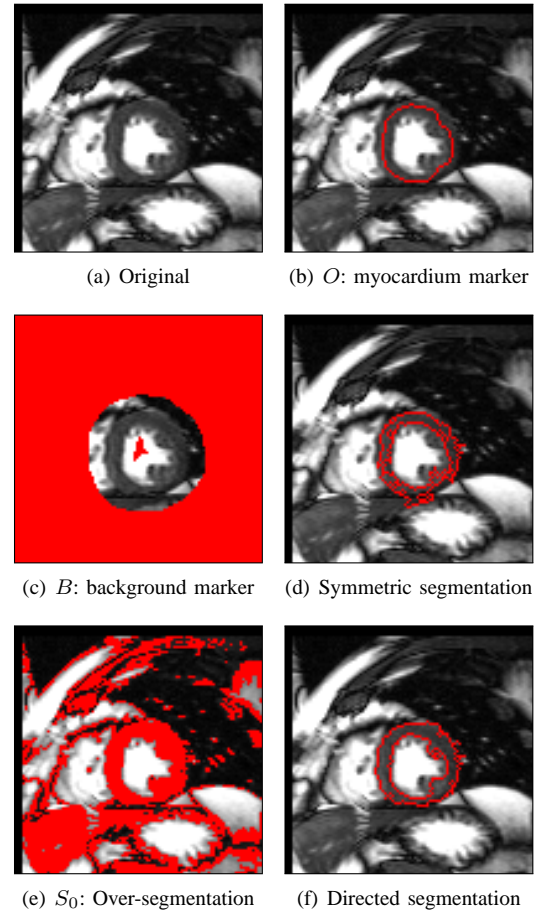 (a) Original
(b) O: myocardium marker
(c) B: background marker
(d) Symmetric segmentation
(e) S₀: Over-segmentation
(f) Directed segmentation